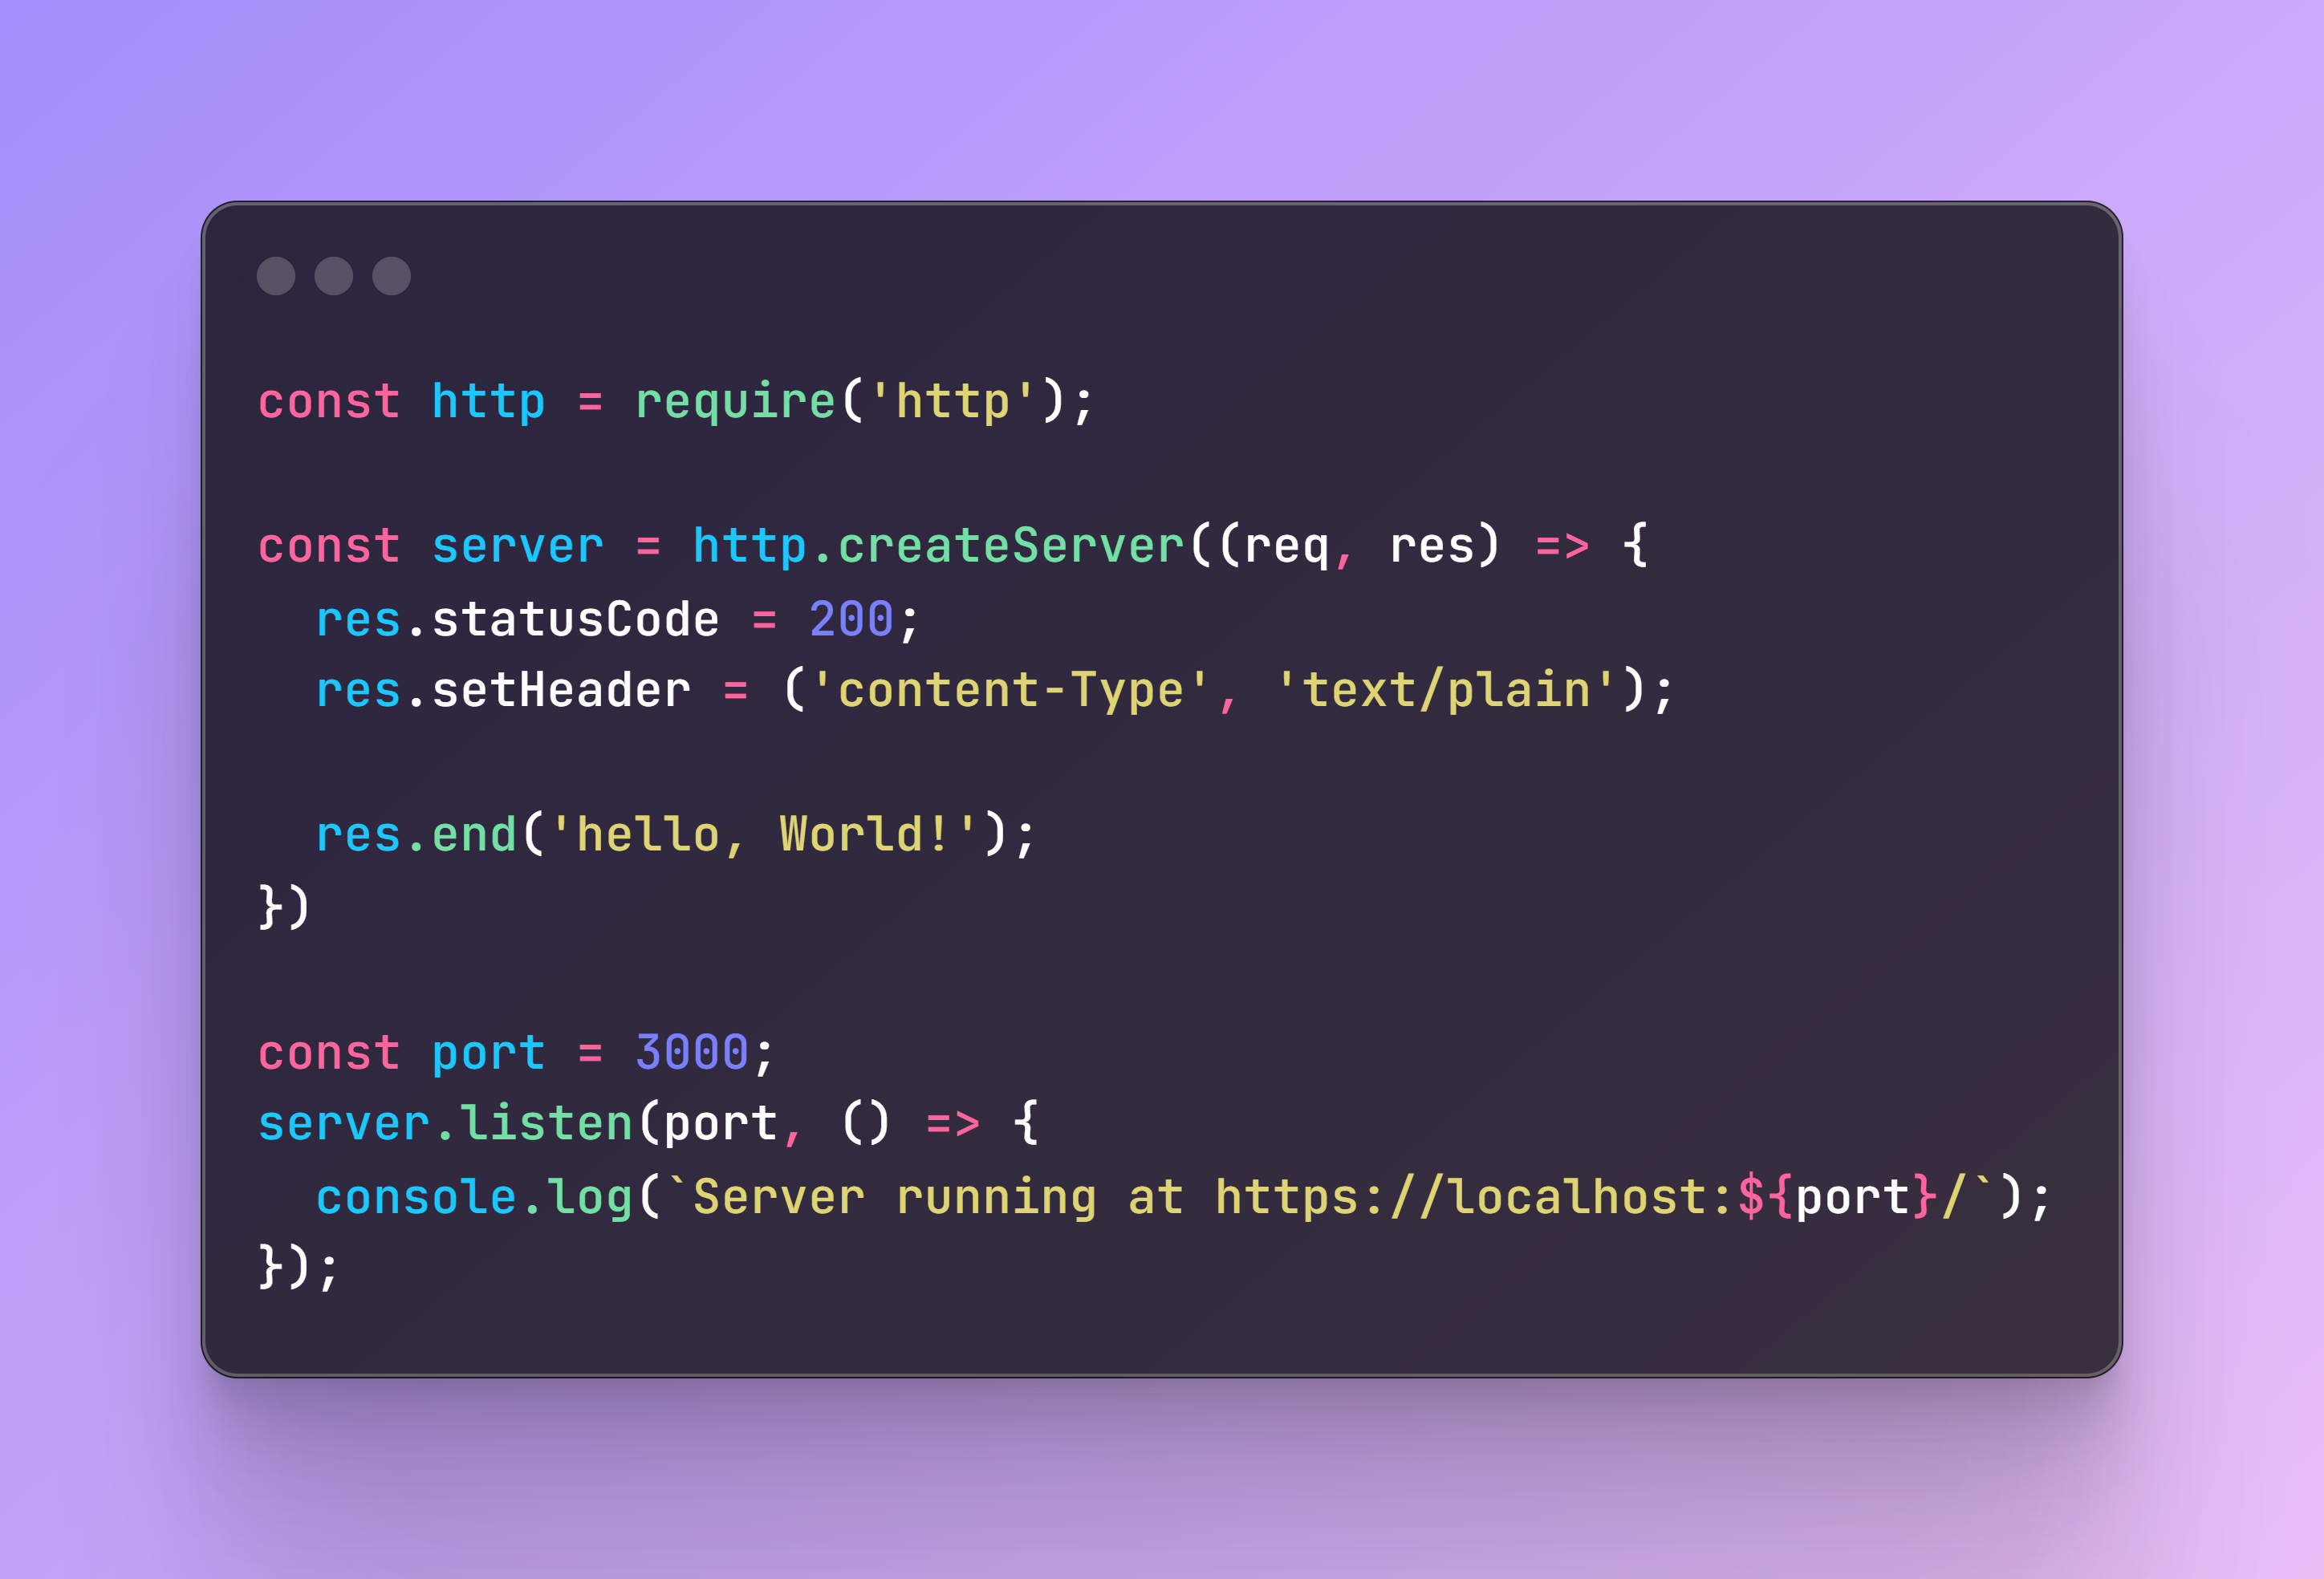 const http = require('http');
const server = http.createServer((req, res) => {
  res.statusCode = 200;
  res.setHeader = ('content-Type', 'text/plain');
  res.end('hello, World!');
})
const port = 3000;
server.listen(port, () => {
  console.log(`Server running at https://localhost:${port}/`);
});